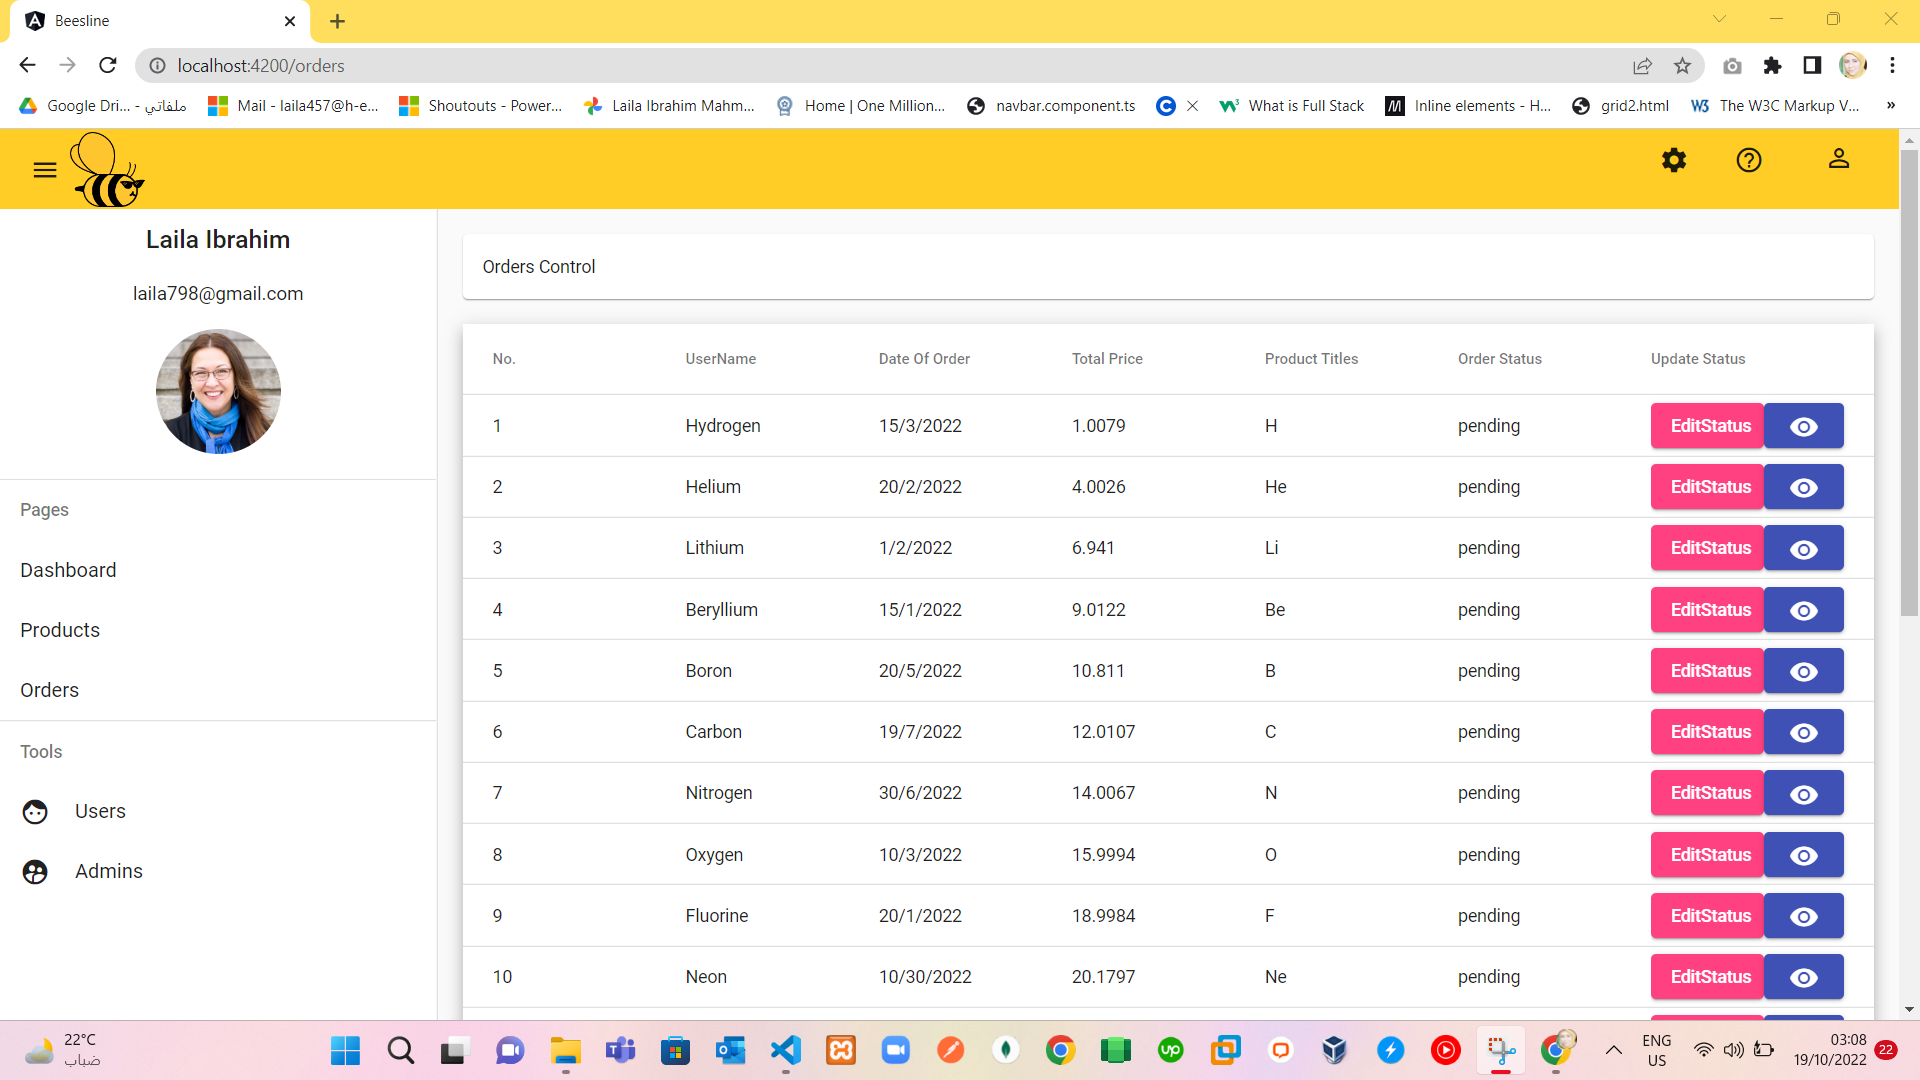 Beesline
localhost:4200/orders
Google Dri... - ملفاتي
Mail - laila457@h-e...
Shoutouts - Power...
Laila Ibrahim Mahm...
Home | One Million...
navbar.component.ts
What is Full Stack
Inline elements - H...
grid2.html
The W3C Markup V...
»
Laila Ibrahim
laila798@gmail.com
Pages
Dashboard
Products
Orders
Tools
Users
Admins
Orders Control
No. UserName Date Of Order Total Price Product Titles Order Status Update Status
1 Hydrogen 15/3/2022 1.0079 H pending EditStatus
2 Helium 20/2/2022 4.0026 He pending EditStatus
3 Lithium 1/2/2022 6.941 Li pending EditStatus
4 Beryllium 15/1/2022 9.0122 Be pending EditStatus
5 Boron 20/5/2022 10.811 B pending EditStatus
6 Carbon 19/7/2022 12.0107 C pending EditStatus
7 Nitrogen 30/6/2022 14.0067 N pending EditStatus
8 Oxygen 10/3/2022 15.9994 O pending EditStatus
9 Fluorine 20/1/2022 18.9984 F pending EditStatus
10 Neon 10/30/2022 20.1797 Ne pending EditStatus
22°C
ضباب
ENG
US
03:08
19/10/2022
22